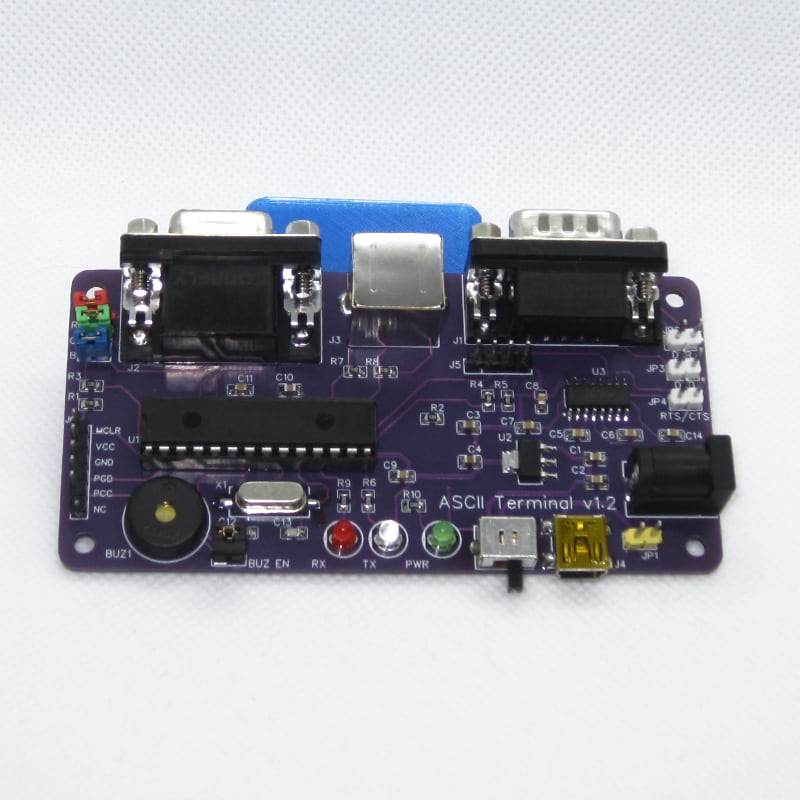 J2
J3
J1
J5
R7
R8
C11
C10
R3
R1
R4
R5
C8
U3
JP3
JP4
RTS/CTS
MCLR
VCC
GND
PGD
PCC
NC
U1
R2
C3
C4
C7
U2
C5
C6
C14
C1
C2
X1
R9
R6
C9
R10
ASCII Terminal v1.2
C12
C13
BUZ1
BUZ EN
RX
TX
PWR
J4
JP1